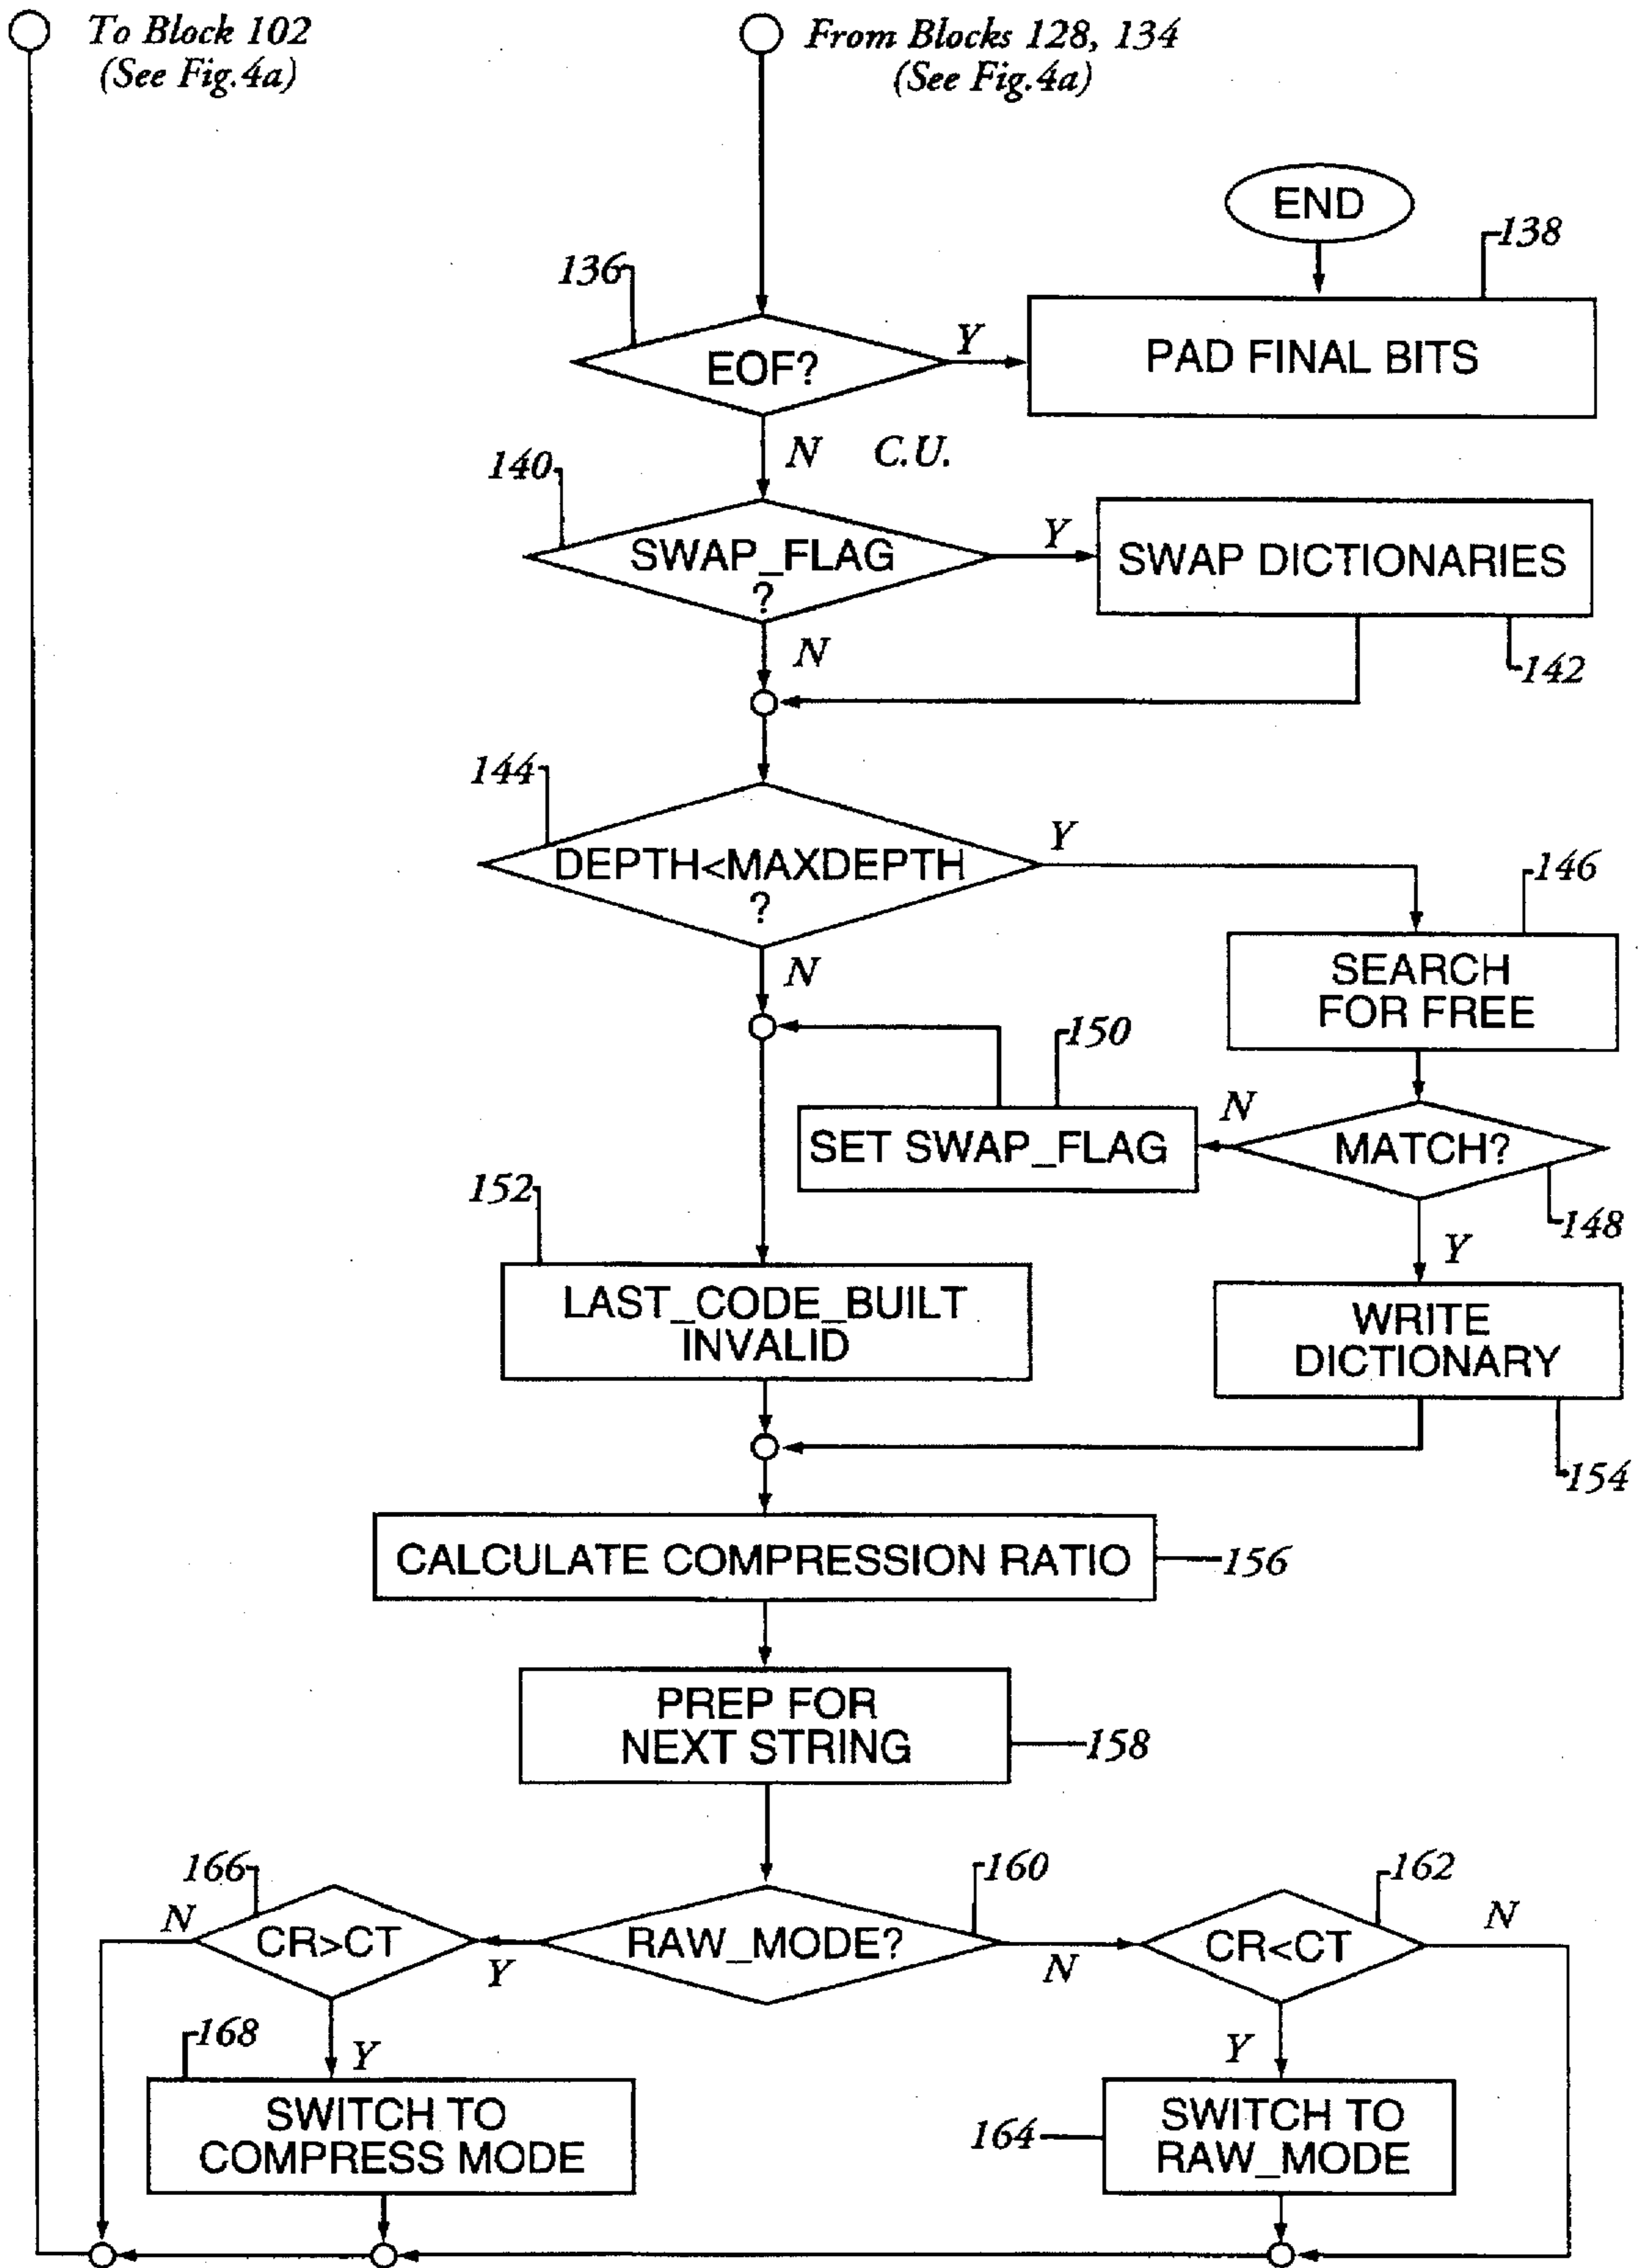 To Block 102
(See Fig.4a)
From Blocks 128, 134
(See Fig.4a)
END
138
136
EOF?
Y
PAD FINAL BITS
N
C.U.
140
SWAP_FLAG
?
Y
SWAP DICTIONARIES
N
142
144
DEPTH<MAXDEPTH
?
Y
146
SEARCH
FOR FREE
N
150
SET SWAP_FLAG
N
MATCH?
148
Y
152
LAST_CODE_BUILT
INVALID
WRITE
DICTIONARY
154
CALCULATE COMPRESSION RATIO
156
PREP FOR
NEXT STRING
158
166
N
CR>CT
Y
RAW_MODE?
160
N
CR<CT
162
N
168
Y
SWITCH TO
COMPRESS MODE
Y
164
SWITCH TO
RAW_MODE